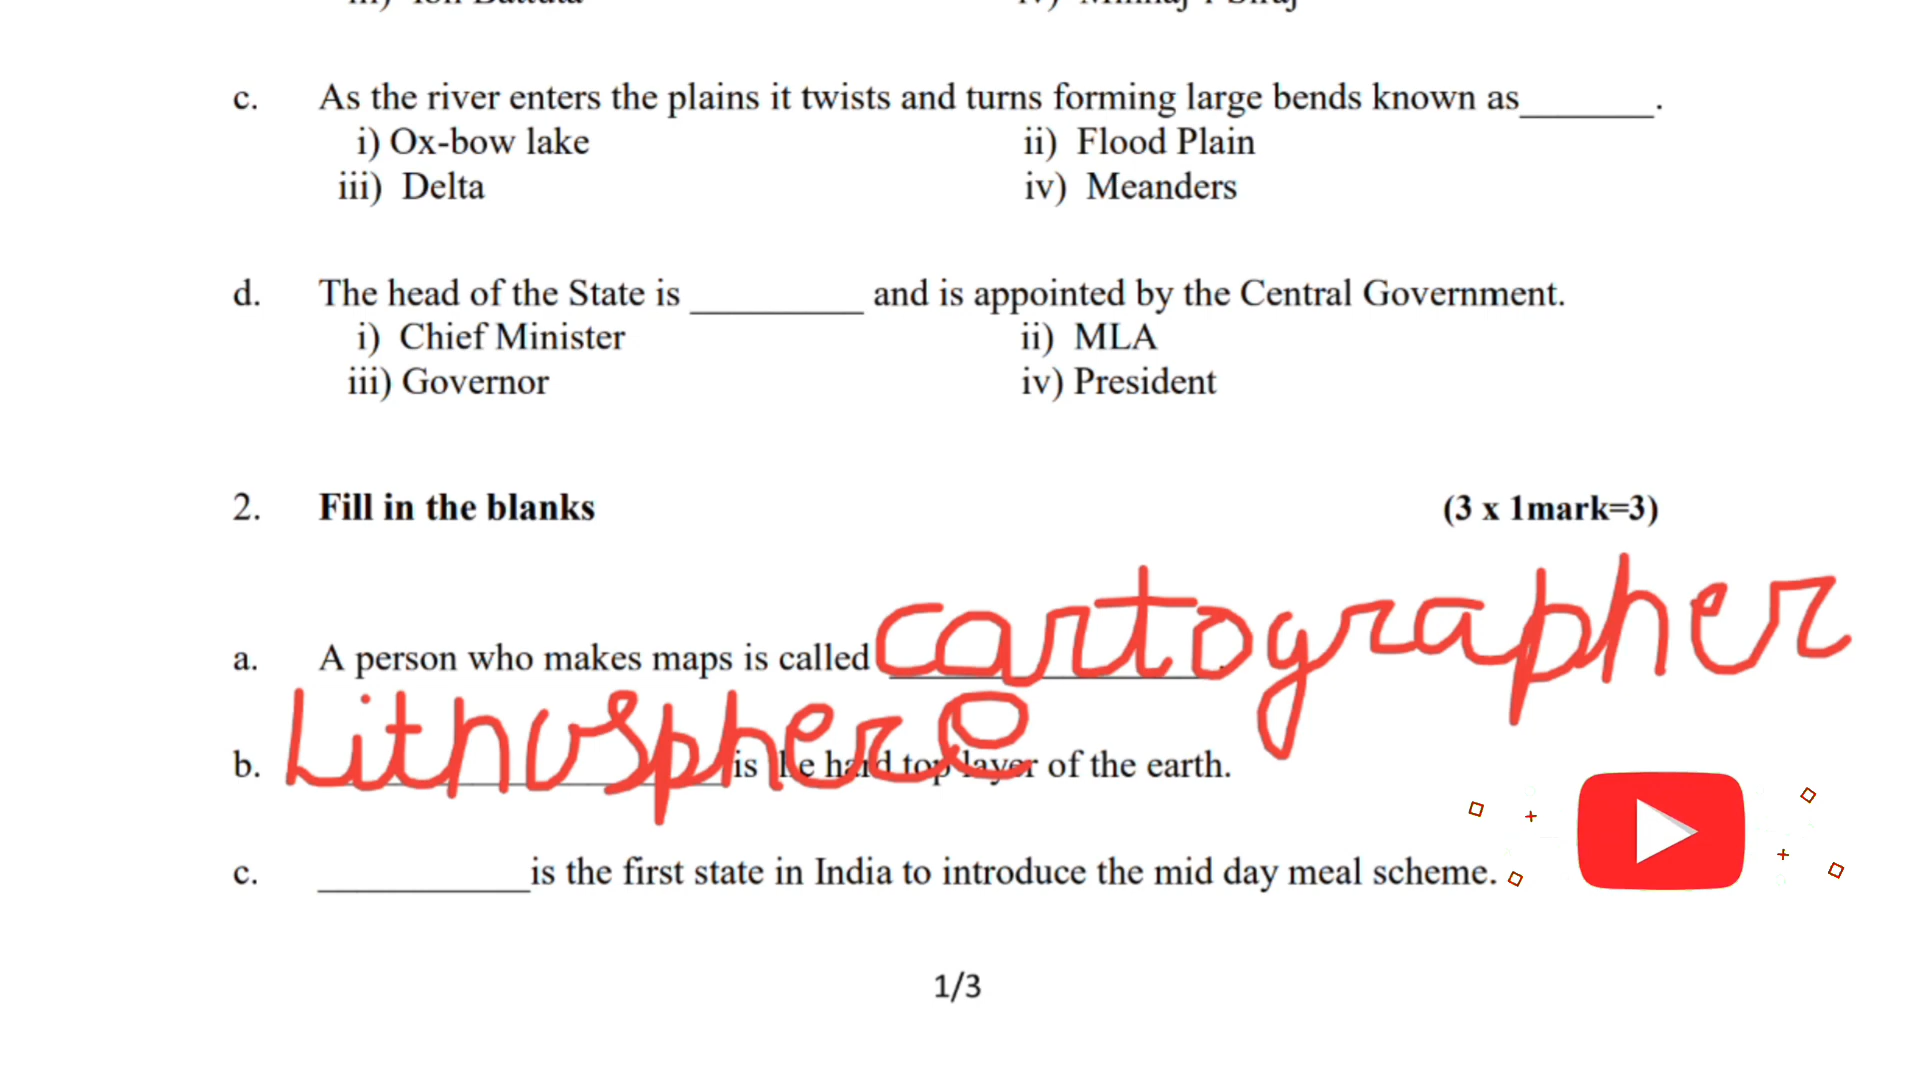 c. As the river enters the plains it twists and turns forming large bends known as_______.
i) Ox-bow lake ii) Flood Plain
iii) Delta iv) Meanders
d. The head of the State is _________ and is appointed by the Central Government.
i) Chief Minister ii) MLA
iii) Governor iv) President
2. Fill in the blanks (3 x 1mark=3)
a. A person who makes maps is called cartographer
b. Lithosphere is the hard top layer of the earth.
c. ___________is the first state in India to introduce the mid day meal scheme.
1/3